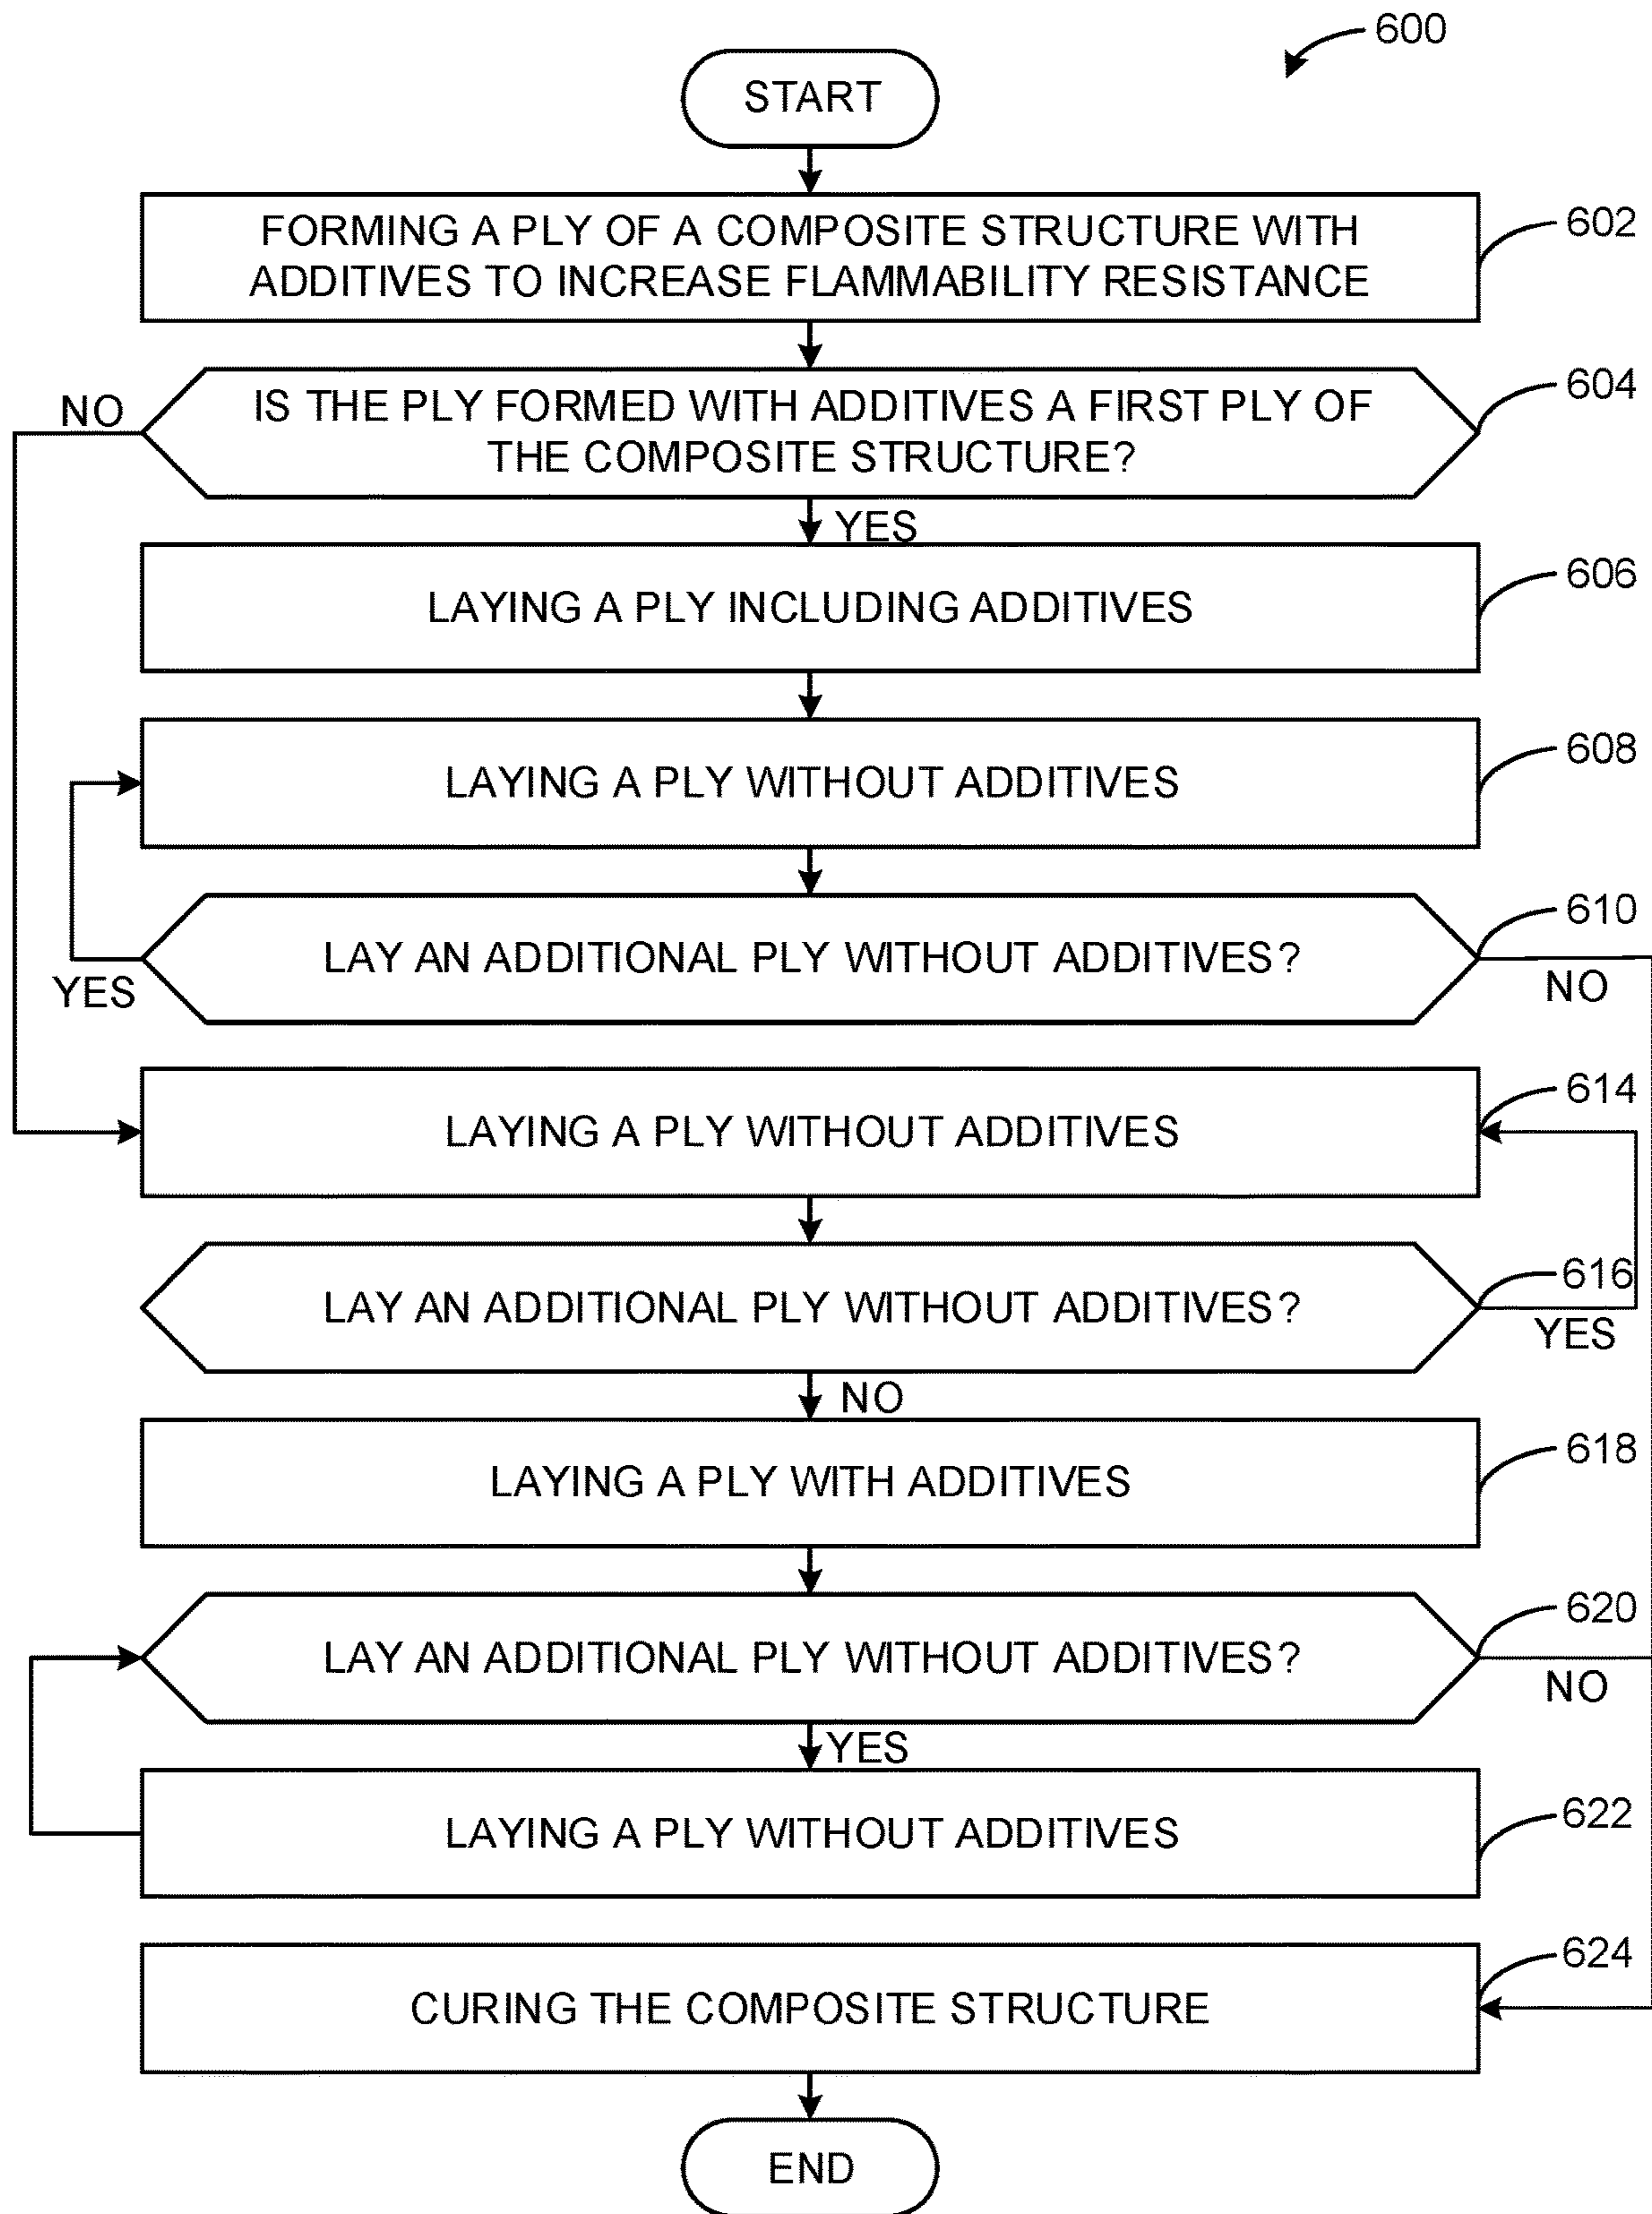 600
START
FORMING A PLY OF A COMPOSITE STRUCTURE WITH
ADDITIVES TO INCREASE FLAMMABILITY RESISTANCE
602
NO
IS THE PLY FORMED WITH ADDITIVES A FIRST PLY OF
THE COMPOSITE STRUCTURE?
604
YES
LAYING A PLY INCLUDING ADDITIVES
606
LAYING A PLY WITHOUT ADDITIVES
608
LAY AN ADDITIONAL PLY WITHOUT ADDITIVES?
610
YES
NO
LAYING A PLY WITHOUT ADDITIVES
614
LAY AN ADDITIONAL PLY WITHOUT ADDITIVES?
616
YES
NO
LAYING A PLY WITH ADDITIVES
618
LAY AN ADDITIONAL PLY WITHOUT ADDITIVES?
620
NO
YES
LAYING A PLY WITHOUT ADDITIVES
622
CURING THE COMPOSITE STRUCTURE
624
END